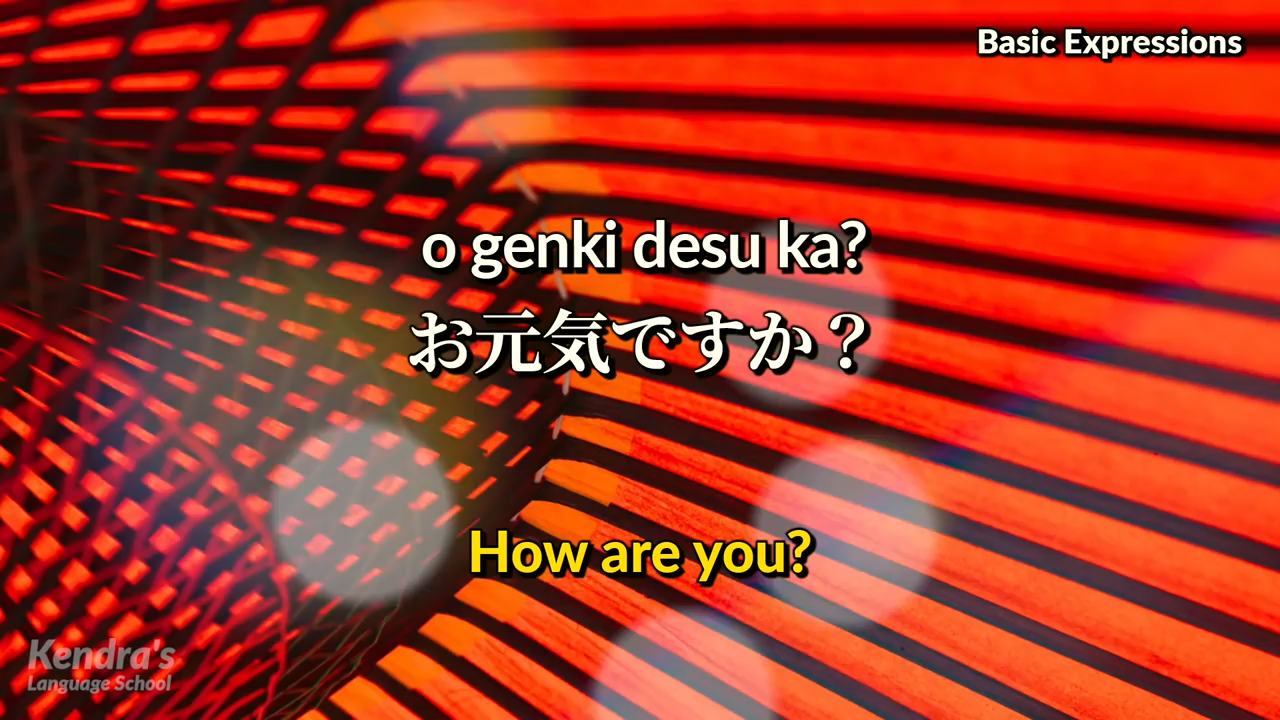 Basic Expressions
o genki desu ka?
お元気ですか？
How are you?
Kendra's
Language School